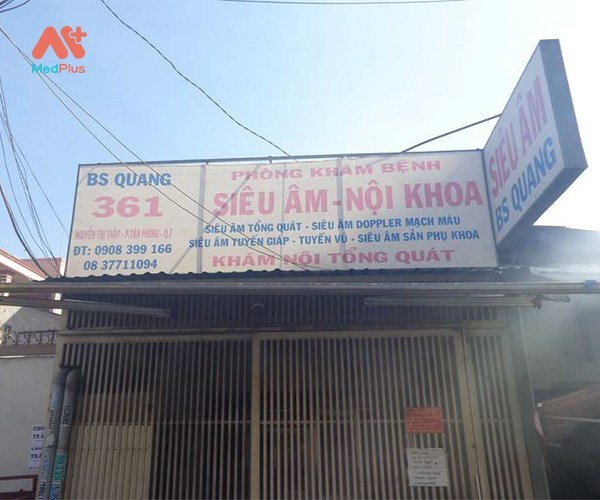 MedPlus
BS QUANG
361
NGUYỄN THỊ THẬP - P.TÂN PHONG - Q.7
ĐT: 0908 399 166
08 37711094
PHÒNG KHÁM BỆNH
SIÊU ÂM - NỘI KHOA
SIÊU ÂM TỔNG QUÁT - SIÊU ÂM DOPPLER MẠCH MÁU
SIÊU ÂM TUYẾN GIÁP - TUYẾN VÚ - SIÊU ÂM SẢN PHỤ KHOA
KHÁM NỘI TỔNG QUÁT
SIÊU ÂM
BS QUANG